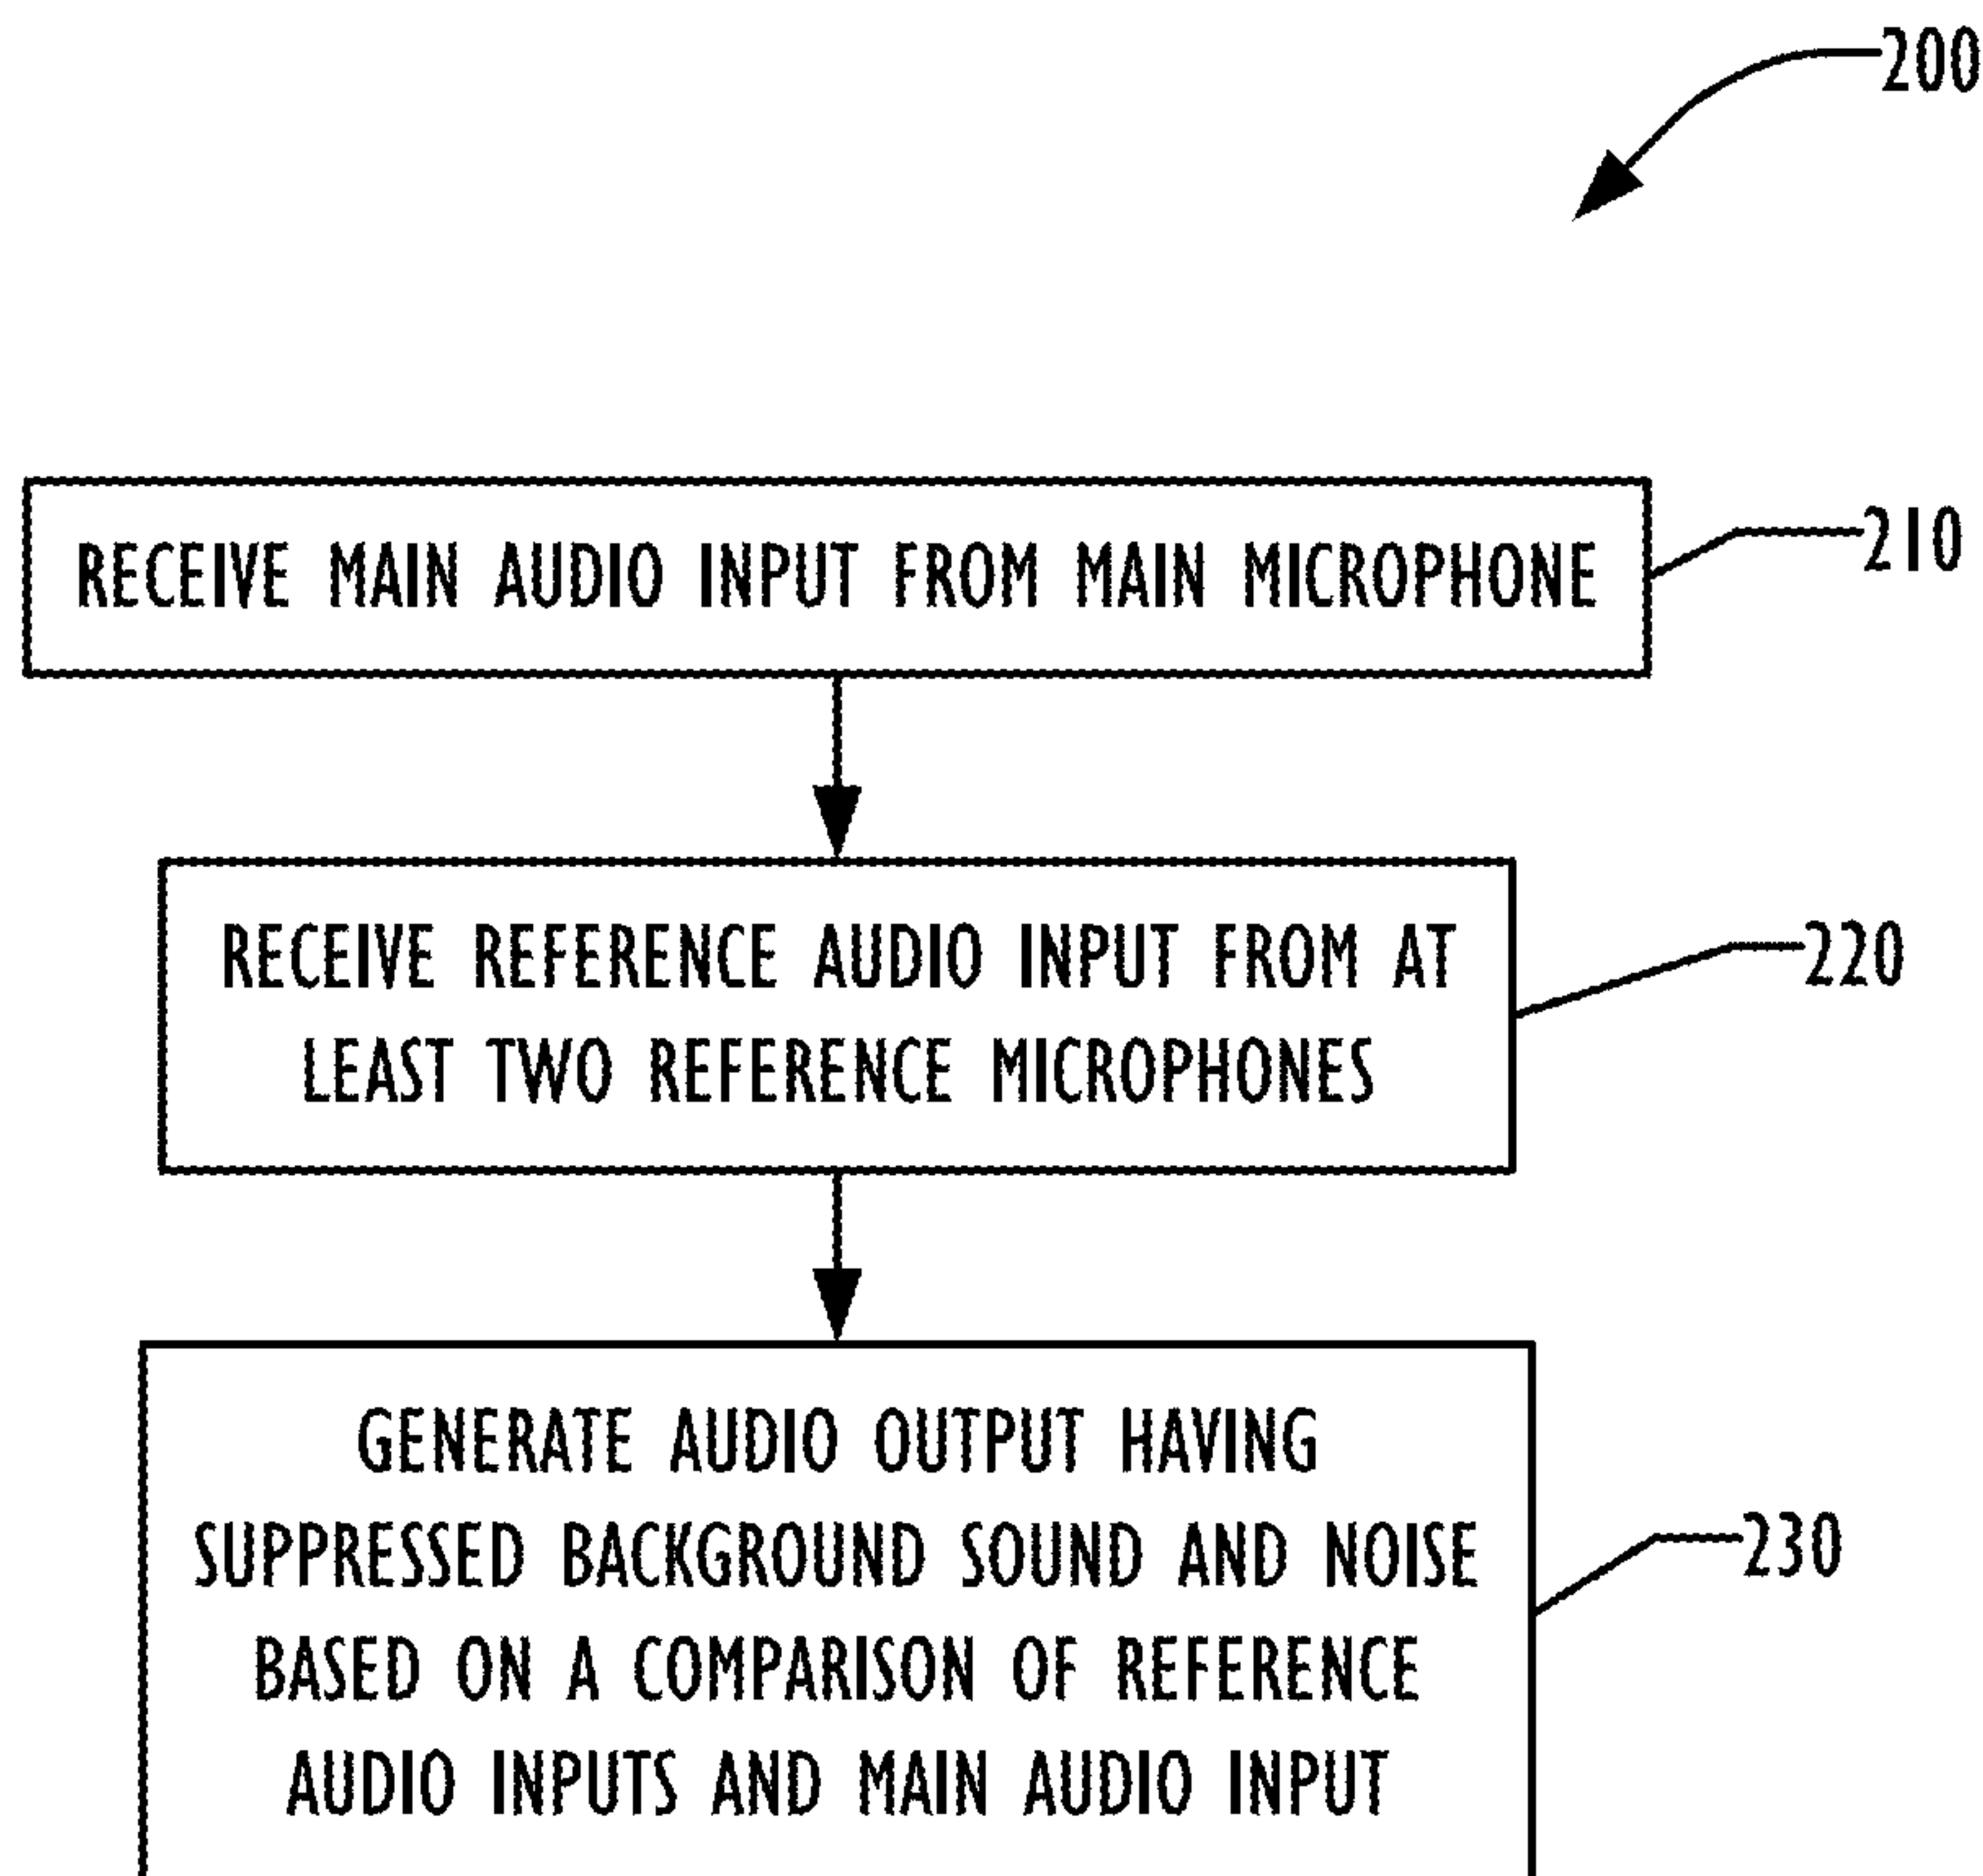 200
RECEIVE MAIN AUDIO INPUT FROM MAIN MICROPHONE
210
RECEIVE REFERENCE AUDIO INPUT FROM AT
LEAST TWO REFERENCE MICROPHONES
220
GENERATE AUDIO OUTPUT HAVING
SUPPRESSED BACKGROUND SOUND AND NOISE
BASED ON A COMPARISON OF REFERENCE
AUDIO INPUTS AND MAIN AUDIO INPUT
230